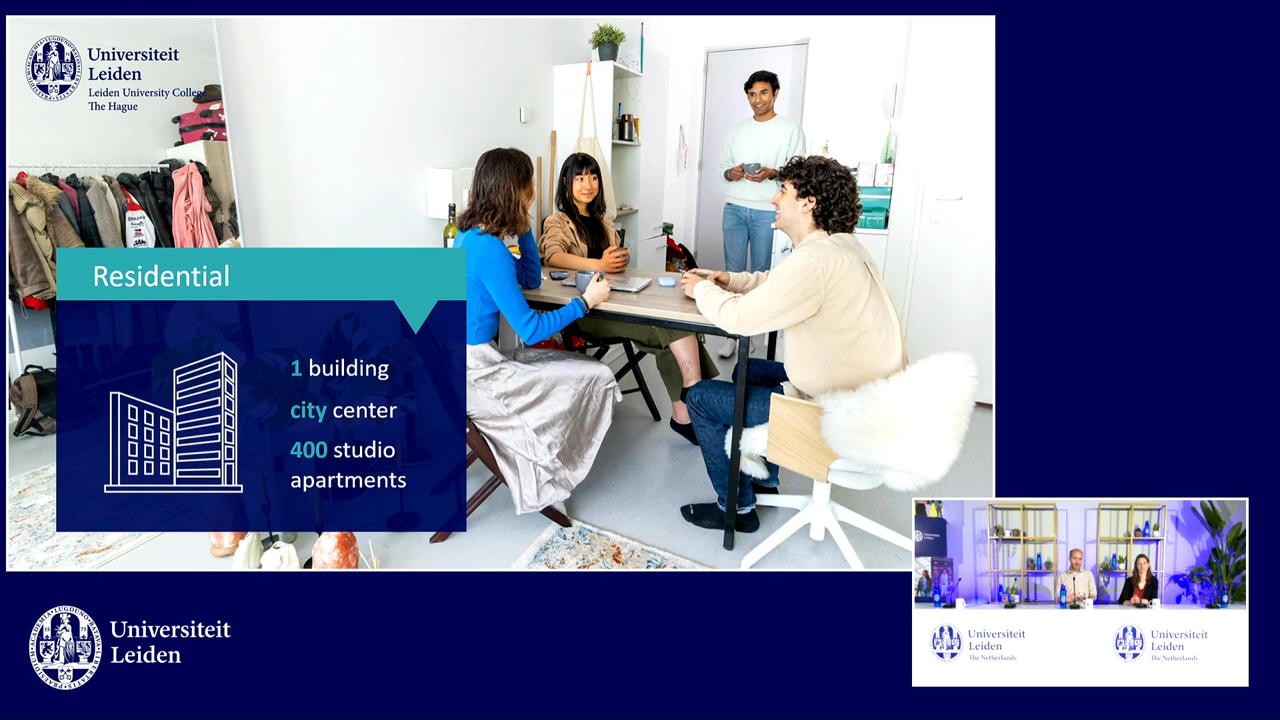 Universiteit
Leiden
Leiden University College
The Hague
Residential
1 building
city center
400 studio
apartments
Universiteit
Leiden
Universiteit
Leiden
The Netherlands
Universiteit
Leiden
The Netherlands